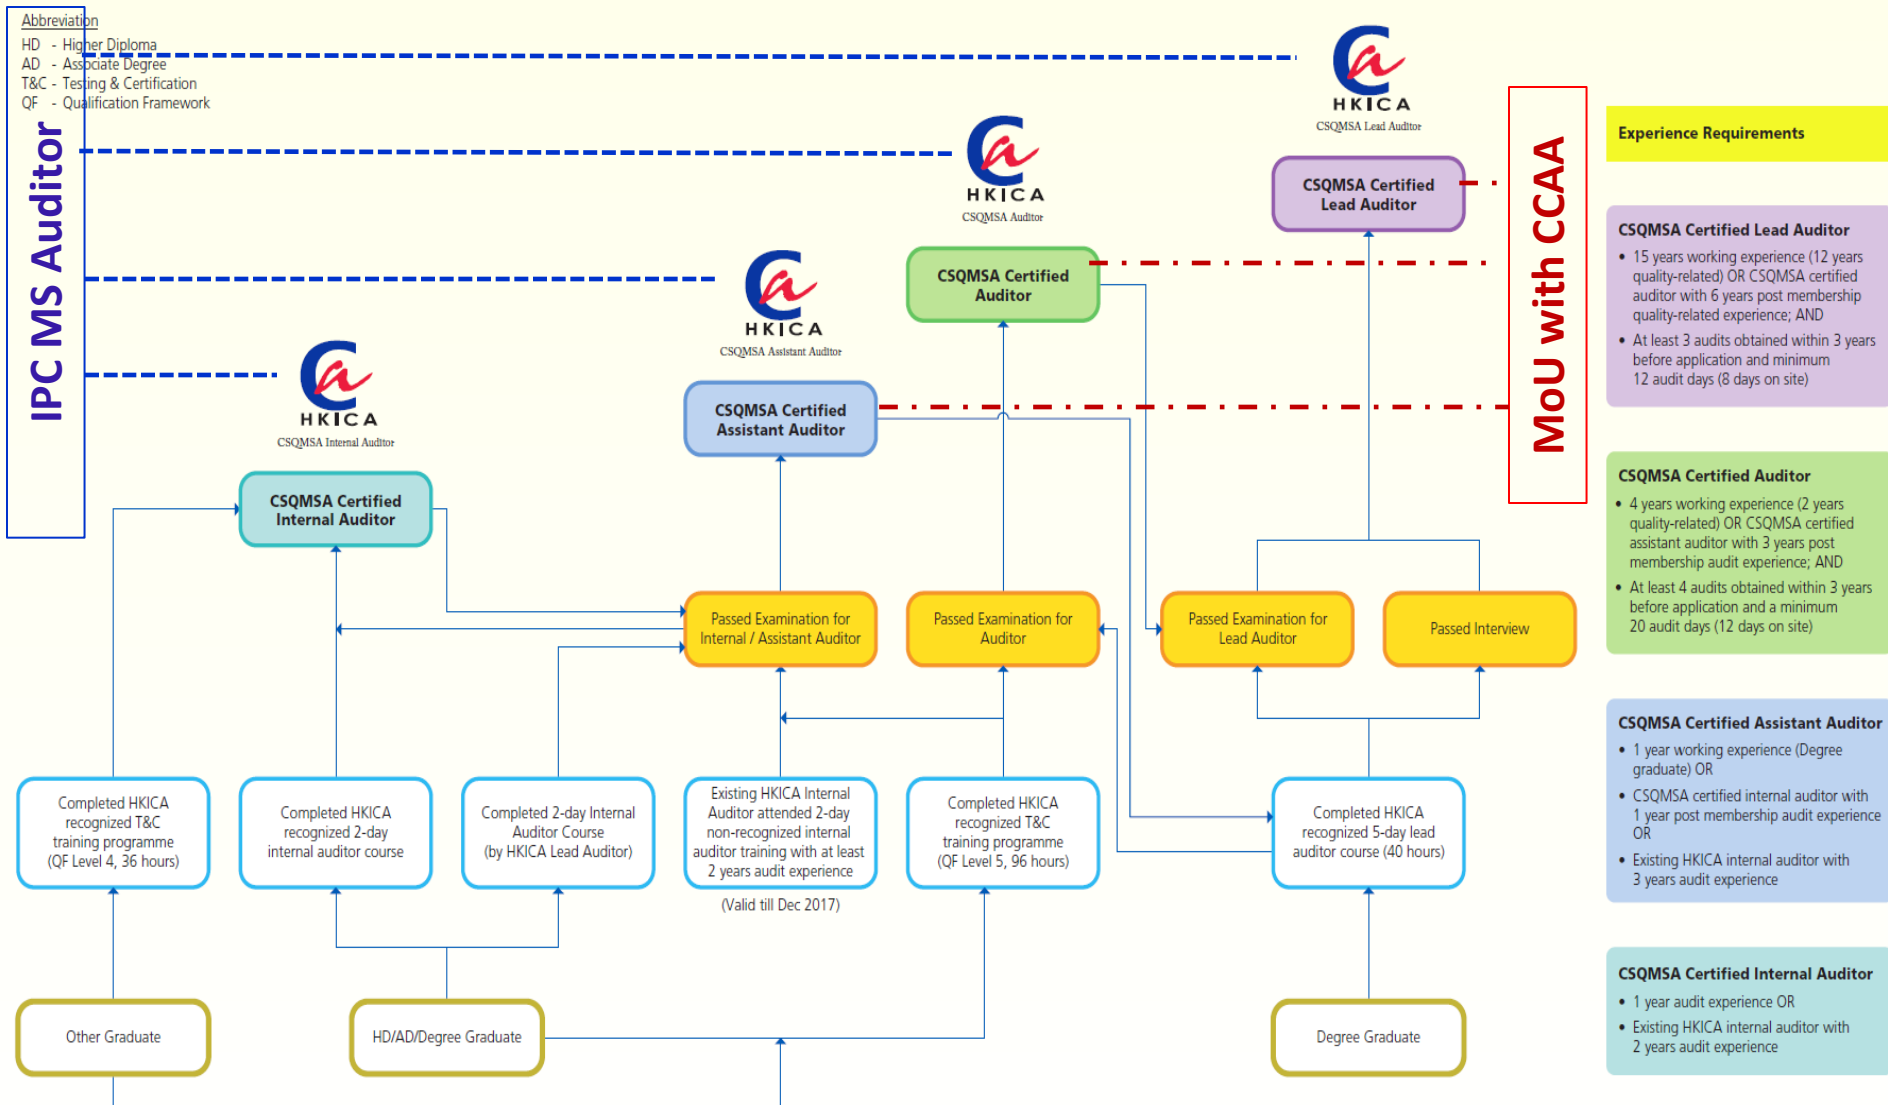 Abbreviation
HD - Higher Diploma
AD - Associate Degree
T&C - Testing & Certification
QF - Qualification Framework
IPC MS Auditor
HKICA
CSQMSA Lead Auditor
HKICA
CSQMSA Auditor
HKICA
CSQMSA Assistant Auditor
HKICA
CSQMSA Internal Auditor
CSQMSA Certified
Lead Auditor
CSQMSA Certified
Auditor
CSQMSA Certified
Assistant Auditor
CSQMSA Certified
Internal Auditor
MoU with CCAA
Passed Examination for
Internal / Assistant Auditor
Passed Examination for
Auditor
Passed Examination for
Lead Auditor
Passed Interview
Completed HKICA
recognized T&C
training programme
(QF Level 4, 36 hours)
Completed HKICA
recognized 2-day
internal auditor course
Completed 2-day Internal
Auditor Course
(by HKICA Lead Auditor)
Existing HKICA Internal
Auditor attended 2-day
non-recognized internal
auditor training with at least
2 years audit experience
(Valid till Dec 2017)
Completed HKICA
recognized T&C
training programme
(QF Level 5, 96 hours)
Completed HKICA
recognized 5-day lead
auditor course (40 hours)
Other Graduate
HD/AD/Degree Graduate
Degree Graduate
Experience Requirements
CSQMSA Certified Lead Auditor
• 15 years working experience (12 years
quality-related) OR CSQMSA certified
auditor with 6 years post membership
quality-related experience; AND
• At least 3 audits obtained within 3 years
before application and minimum
12 audit days (8 days on site)
CSQMSA Certified Auditor
• 4 years working experience (2 years
quality-related) OR CSQMSA certified
assistant auditor with 3 years post
membership audit experience; AND
• At least 4 audits obtained within 3 years
before application and a minimum
20 audit days (12 days on site)
CSQMSA Certified Assistant Auditor
• 1 year working experience (Degree
graduate) OR
• CSQMSA certified internal auditor with
1 year post membership audit experience
OR
• Existing HKICA internal auditor with
3 years audit experience
CSQMSA Certified Internal Auditor
• 1 year audit experience OR
• Existing HKICA internal auditor with
2 years audit experience